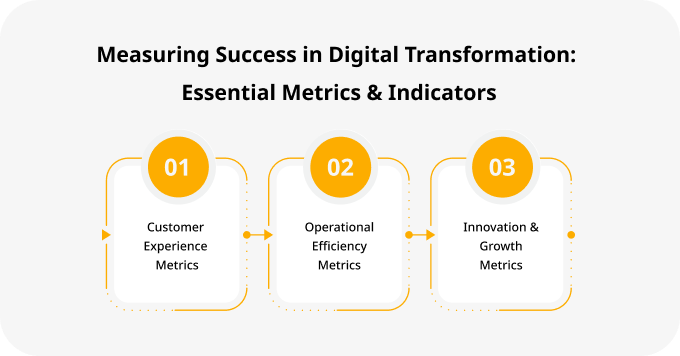 Measuring Success in Digital Transformation:
Essential Metrics & Indicators
01
Customer
Experience
Metrics
02
Operational
Efficiency
Metrics
03
Innovation &
Growth
Metrics